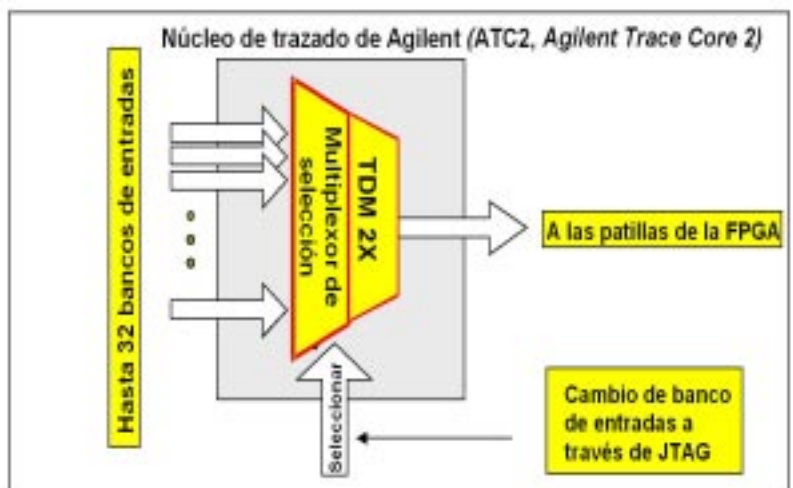 Núcleo de trazado de Agilent (ATC2, Agilent Trace Core 2)
Hasta 32 bancos de entradas
Multiplexor de
selección
TDM 2X
A las patillas de la FPGA
Seleccionar
Cambio de banco
de entradas a
través de JTAG